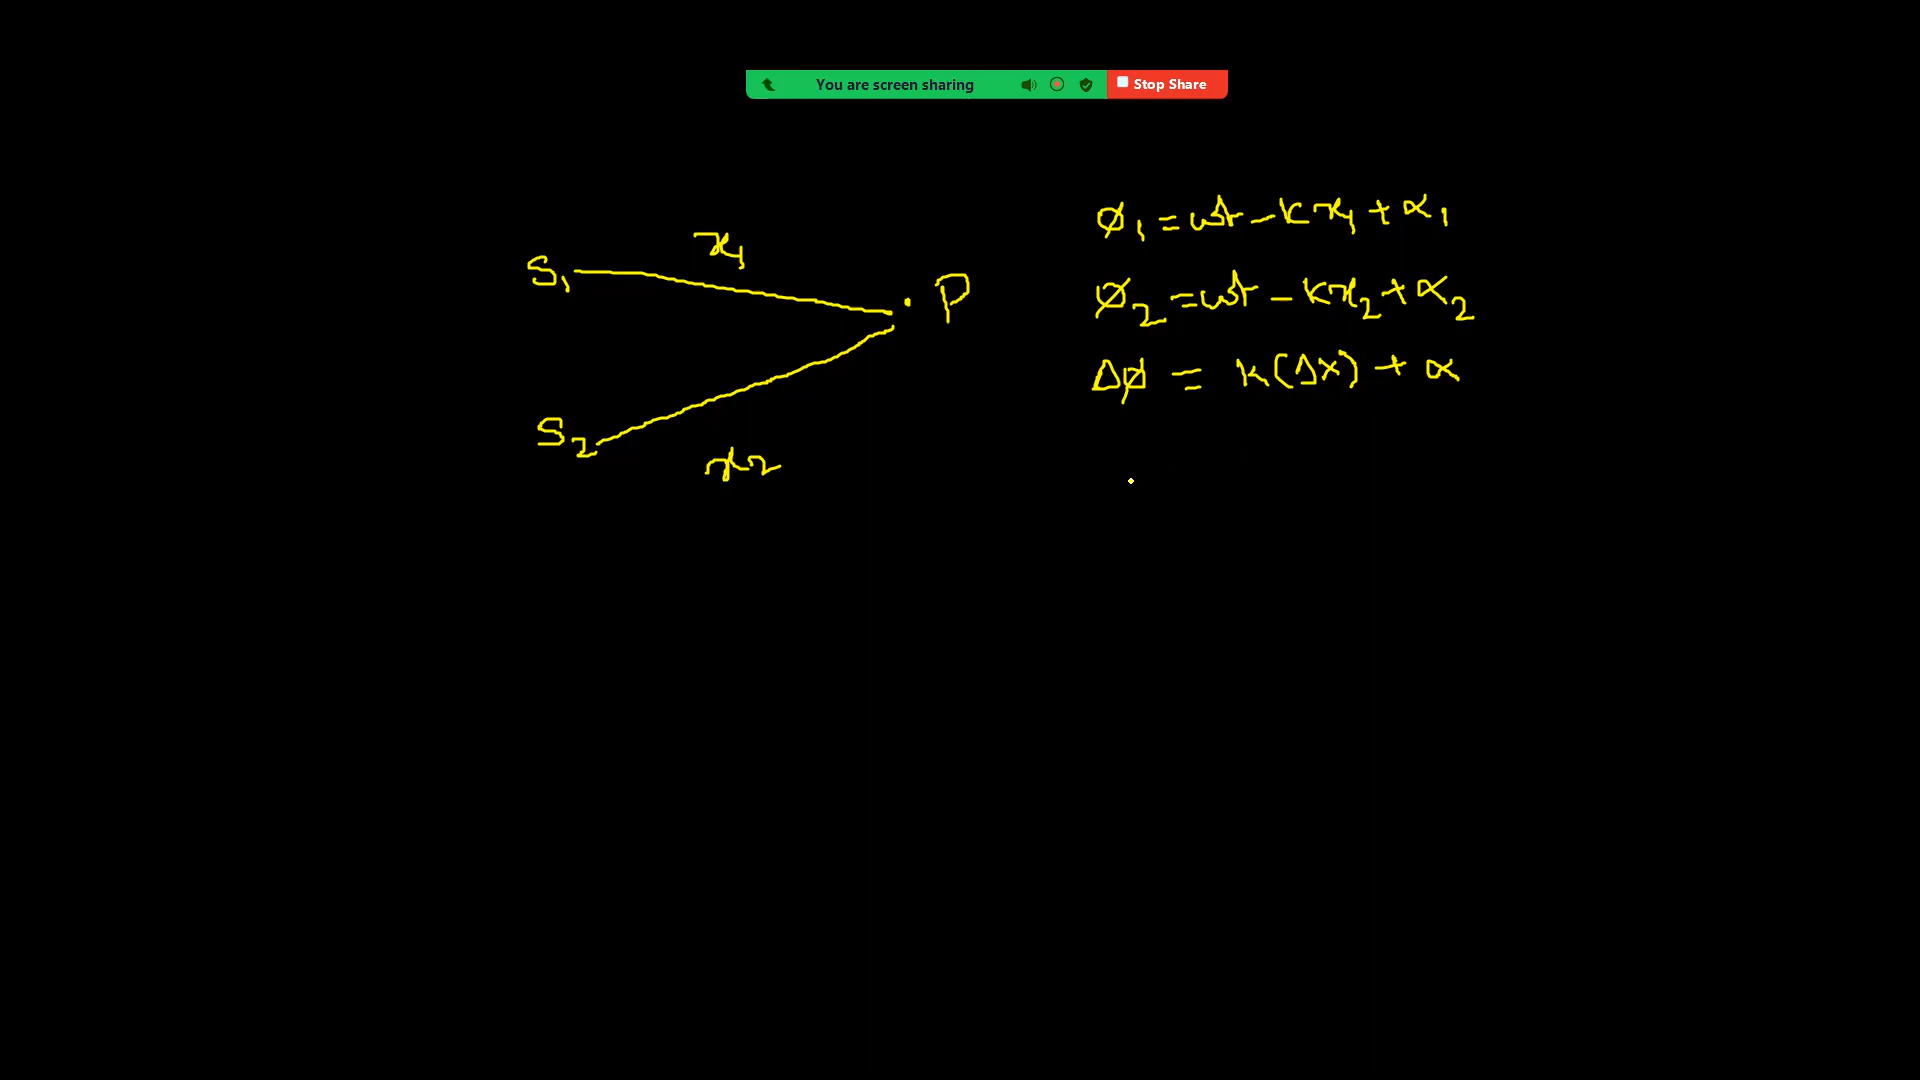 You are screen sharing Stop Share
x₁
S₁
P
S₂
x₂
ϕ₁ = ωt - kx₁ + α₁
ϕ₂ = ωt - kx₂ + α₂
Δϕ = k(Δx) + α